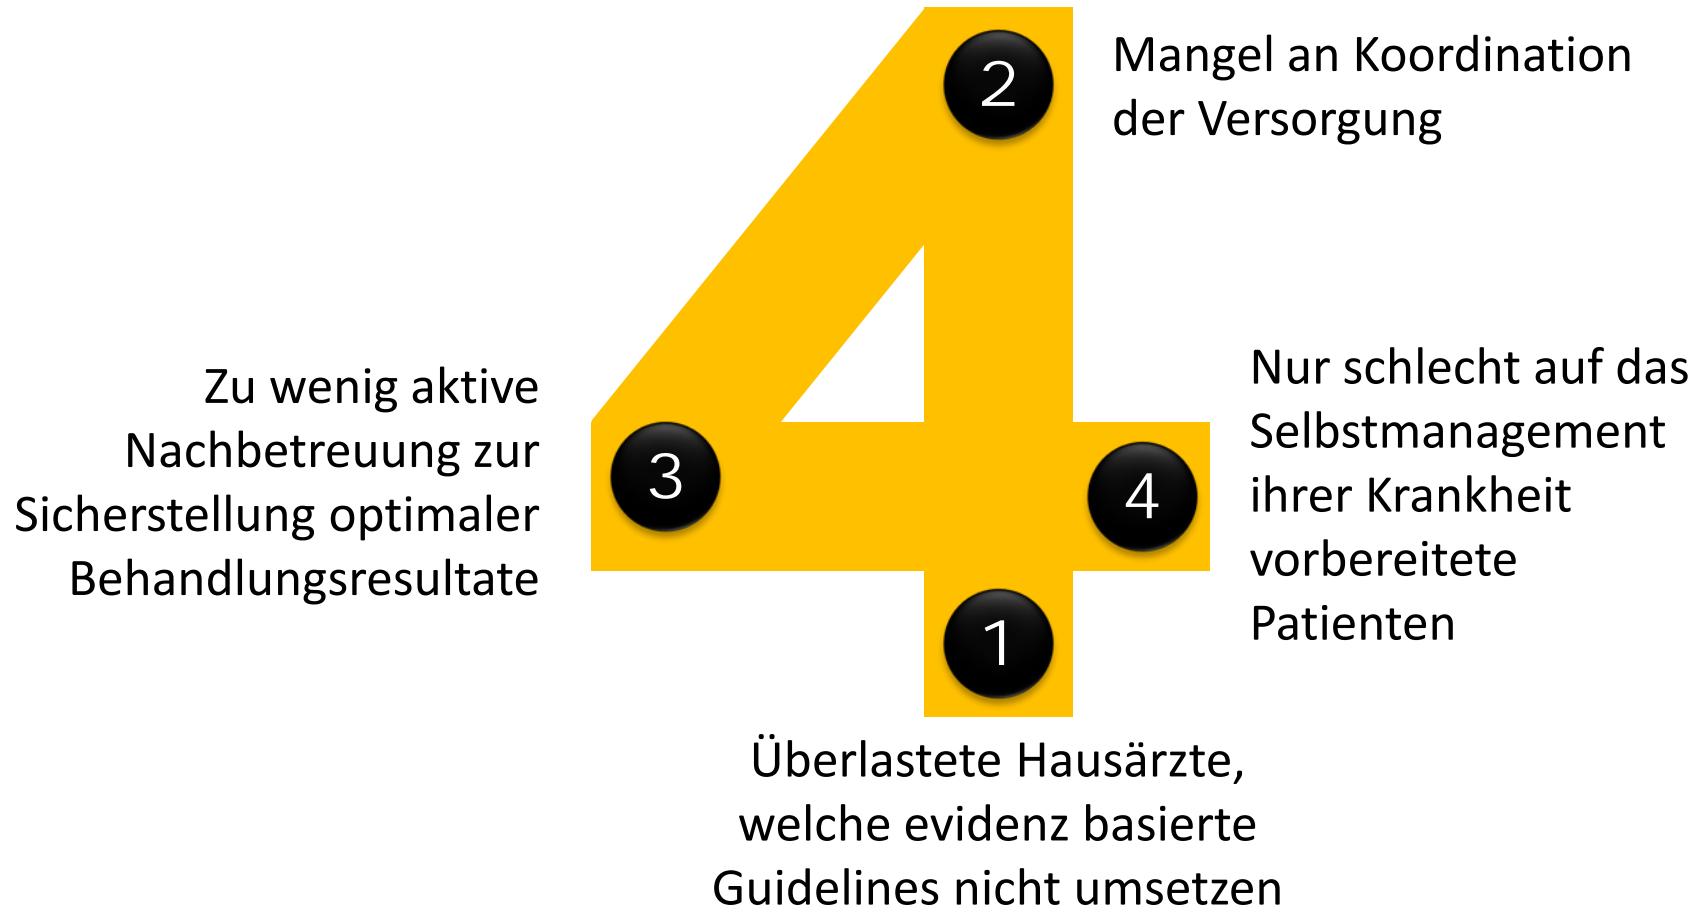 2
Mangel an Koordination
der Versorgung
Zu wenig aktive
Nachbetreuung zur
Sicherstellung optimaler
Behandlungsresultate
3
4
Nur schlecht auf das
Selbstmanagement
ihrer Krankheit
vorbereitete
Patienten
1
Überlastete Hausärzte,
welche evidenz basierte
Guidelines nicht umsetzen